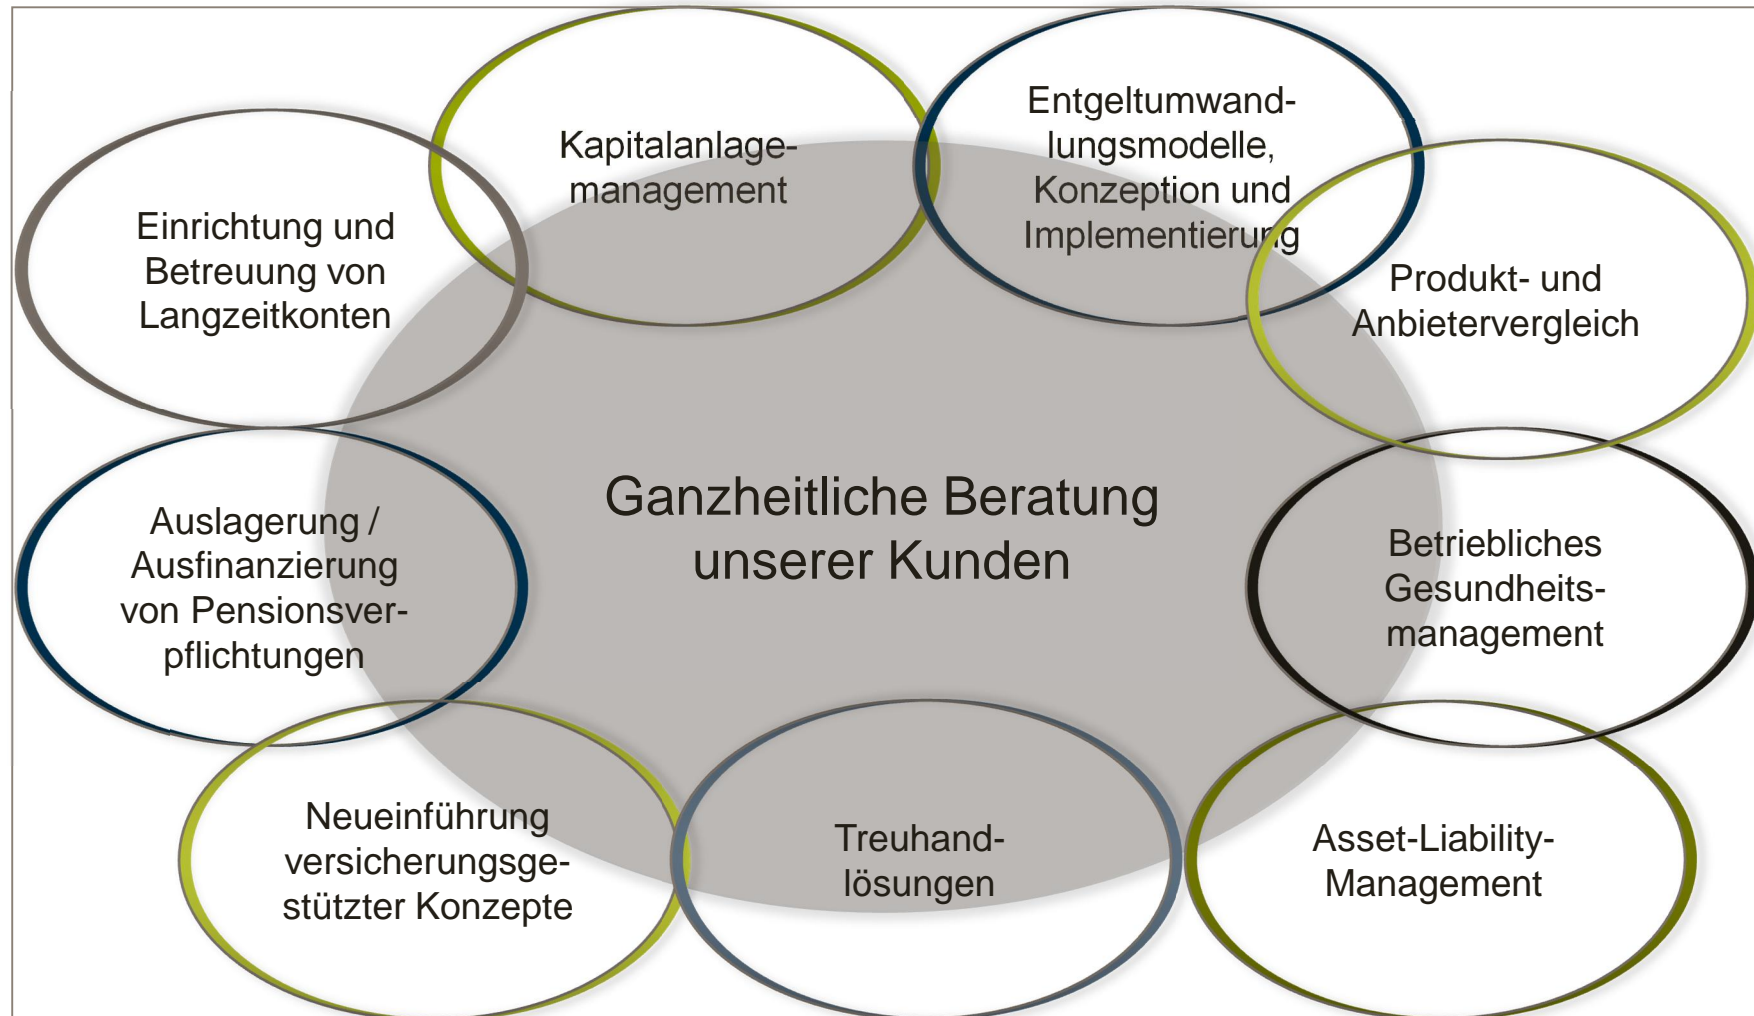 Kapitalanlage-
management
Entgeltumwand-
lungsmodelle,
Konzeption und
Implementierung
Einrichtung und
Betreuung von
Langzeitkonten
Produkt- und
Anbietervergleich
Ganzheitliche Beratung
unserer Kunden
Auslagerung /
Ausfinanzierung
von Pensionsver-
pflichtungen
Betriebliches
Gesundheits-
management
Neueinführung
versicherungsge-
stützter Konzepte
Treuhand-
lösungen
Asset-Liability-
Management